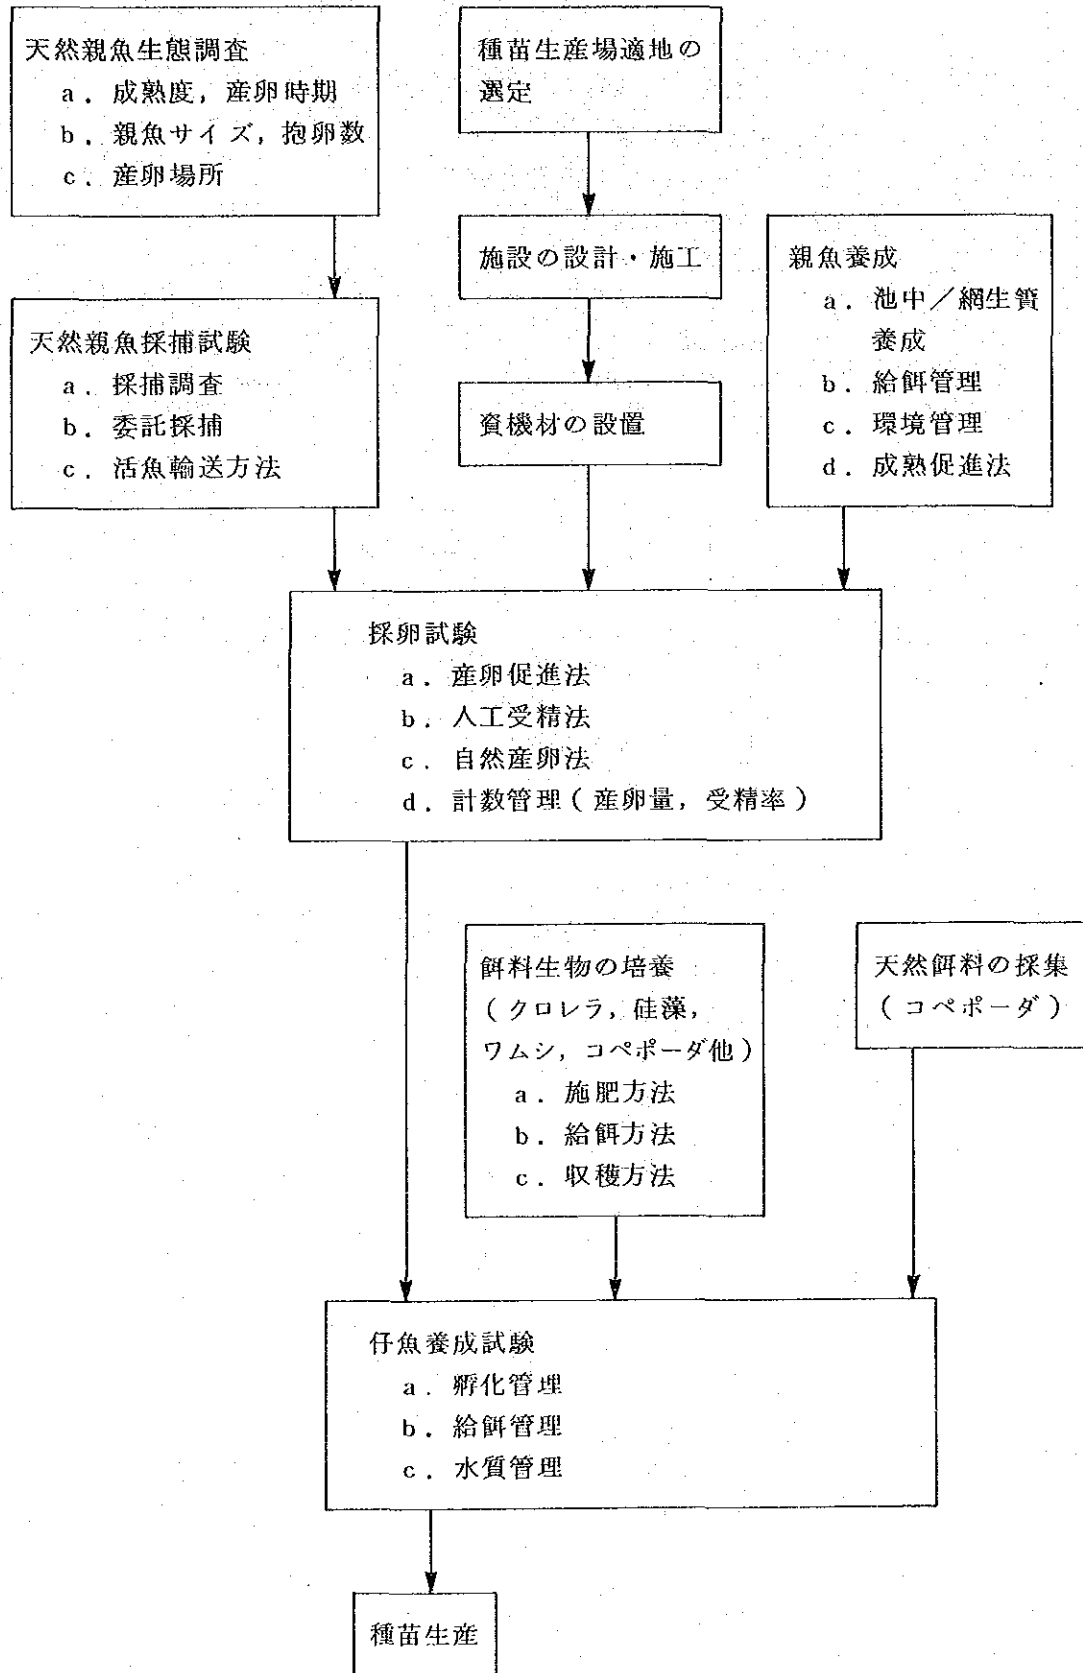 天然親魚生態調査
a．成熟度，産卵時期
b．親魚サイズ，抱卵数
c．産卵場所
種苗生産場適地の
選定
天然親魚採捕試験
a．採捕調査
b．委託採捕
c．活魚輸送方法
施設の設計・施工
資機材の設置
親魚養成
a．池中／網生簀
養成
b．給餌管理
c．環境管理
d．成熟促進法
採卵試験
a．産卵促進法
b．人工受精法
c．自然産卵法
d．計数管理（産卵量，受精率）
餌料生物の培養
（クロレラ，硅藻，
ワムシ，コペポーダ他）
a．施肥方法
b．給餌方法
c．収穫方法
天然餌料の採集
（コペポーダ）
仔魚養成試験
a．孵化管理
b．給餌管理
c．水質管理
種苗生産